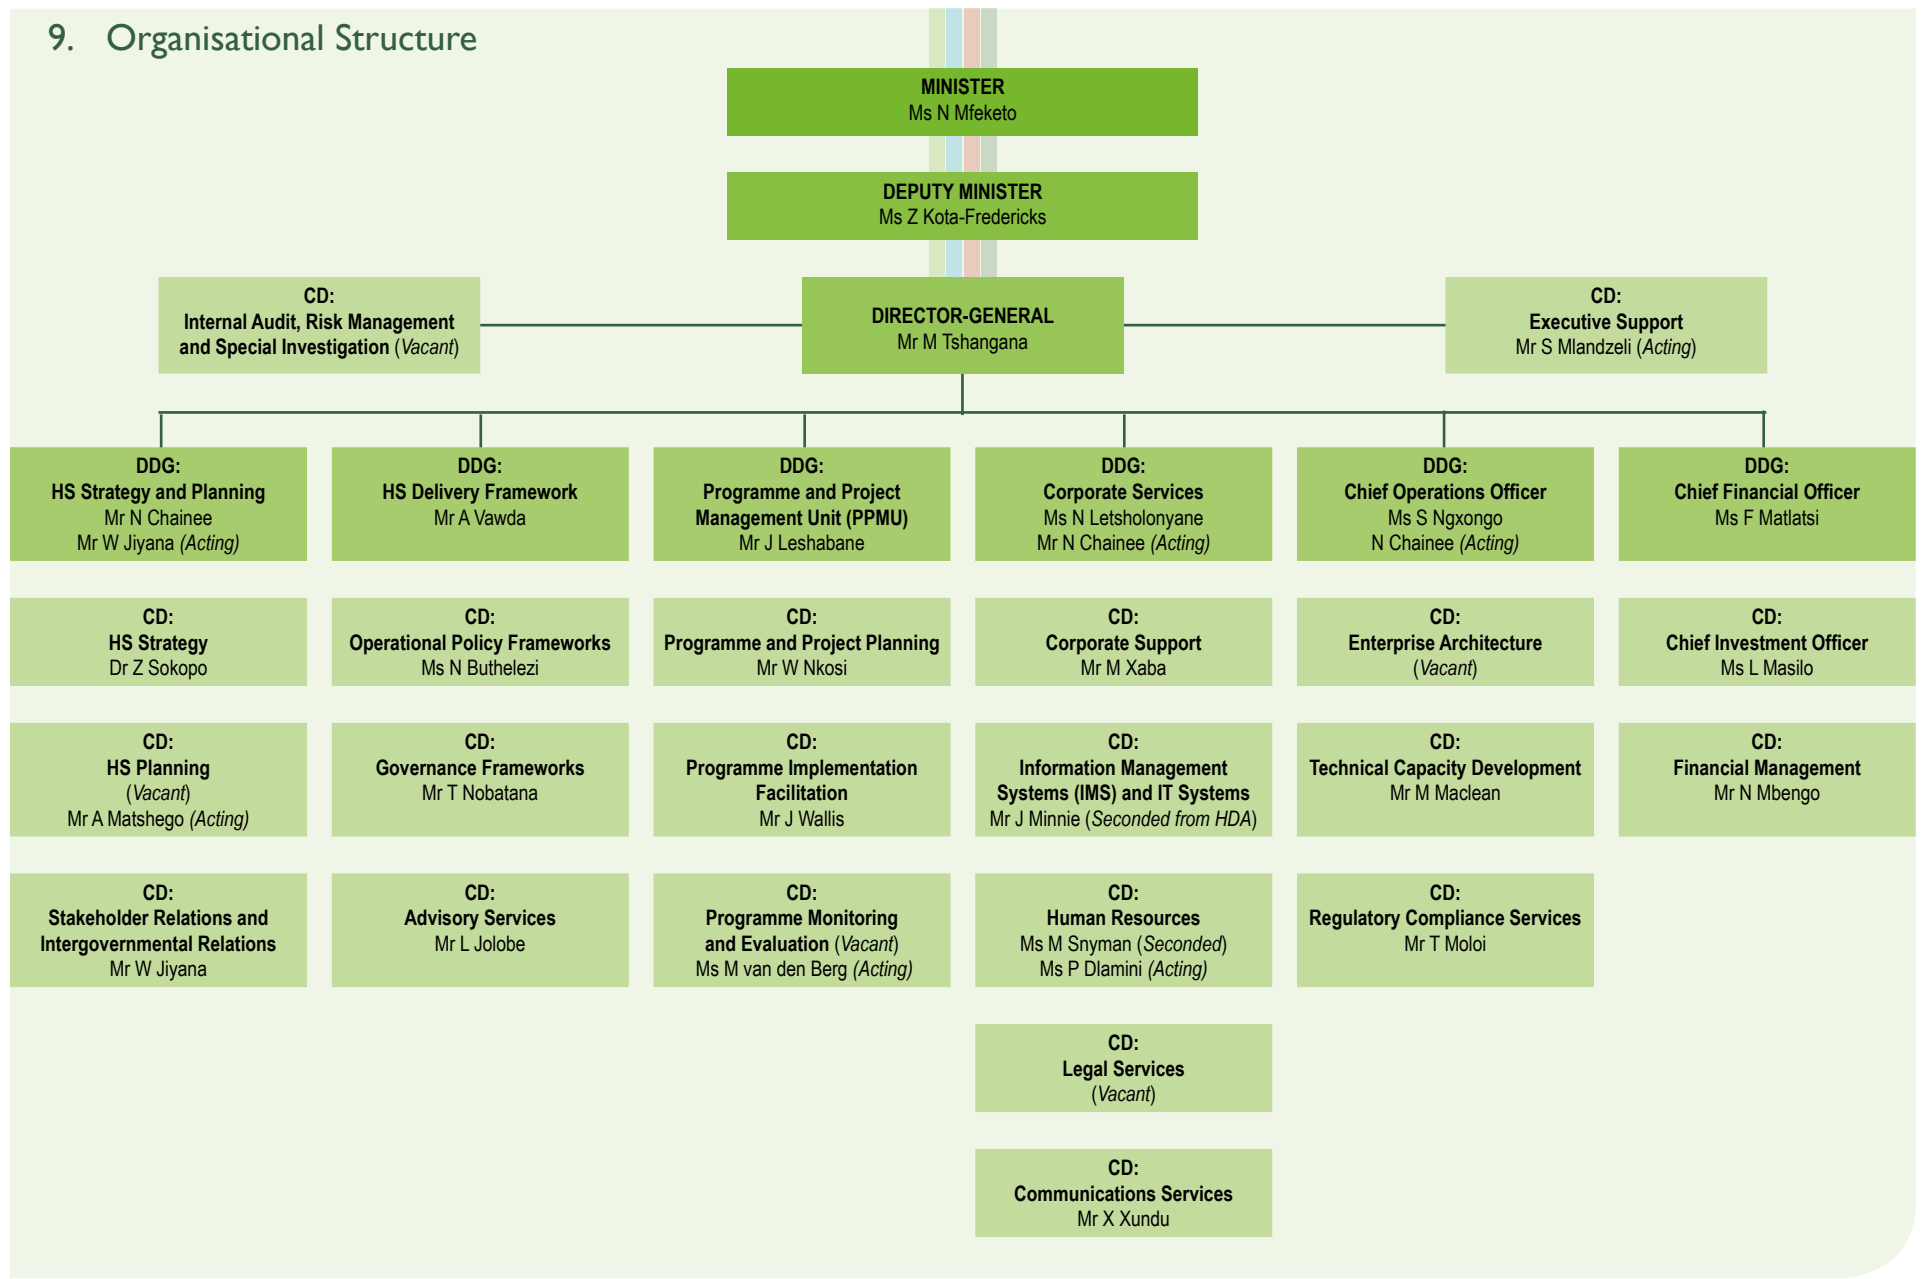 9. Organisational Structure
MINISTER
Ms N Mfeketo
DEPUTY MINISTER
Ms Z Kota-Fredericks
CD:
Internal Audit, Risk Management
and Special Investigation (Vacant)
DIRECTOR-GENERAL
Mr M Tshangana
CD:
Executive Support
Mr S Mlandzeli (Acting)
DDG:
HS Strategy and Planning
Mr N Chainee
Mr W Jiyana (Acting)
DDG:
HS Delivery Framework
Mr A Vawda
DDG:
Programme and Project
Management Unit (PPMU)
Mr J Leshabane
DDG:
Corporate Services
Ms N Letsholonyane
Mr N Chainee (Acting)
DDG:
Chief Operations Officer
Ms S Ngxongo
N Chainee (Acting)
DDG:
Chief Financial Officer
Ms F Matlatsi
CD:
HS Strategy
Dr Z Sokopo
CD:
Operational Policy Frameworks
Ms N Buthelezi
CD:
Programme and Project Planning
Mr W Nkosi
CD:
Corporate Support
Mr M Xaba
CD:
Enterprise Architecture
(Vacant)
CD:
Chief Investment Officer
Ms L Masilo
CD:
HS Planning
(Vacant)
Mr A Matshego (Acting)
CD:
Governance Frameworks
Mr T Nobatana
CD:
Programme Implementation
Facilitation
Mr J Wallis
CD:
Information Management
Systems (IMS) and IT Systems
Mr J Minnie (Seconded from HDA)
CD:
Technical Capacity Development
Mr M Maclean
CD:
Financial Management
Mr N Mbengo
CD:
Stakeholder Relations and
Intergovernmental Relations
Mr W Jiyana
CD:
Advisory Services
Mr L Jolobe
CD:
Programme Monitoring
and Evaluation (Vacant)
Ms M van den Berg (Acting)
CD:
Human Resources
Ms M Snyman (Seconded)
Ms P Dlamini (Acting)
CD:
Regulatory Compliance Services
Mr T Moloi
CD:
Legal Services
(Vacant)
CD:
Communications Services
Mr X Xundu